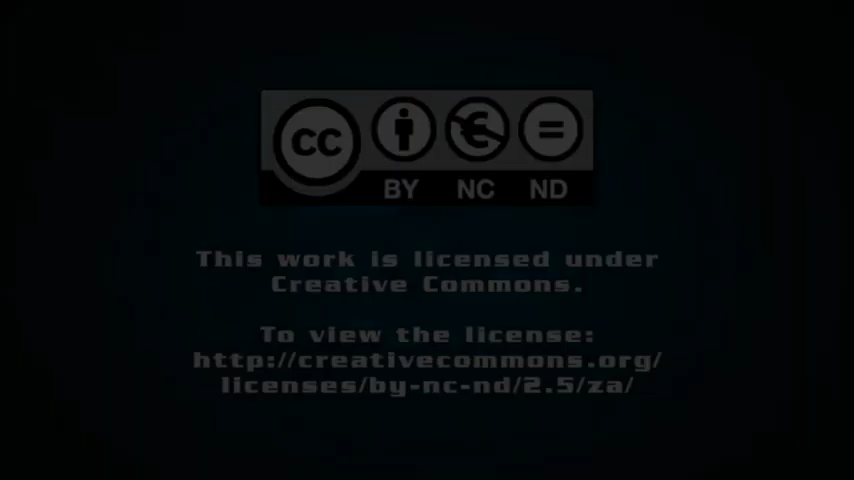 CC
BY NC ND
This work is licensed under
Creative Commons.
To view the license:
http://creativecommons.org/
licenses/by-nc-nd/2.5/za/